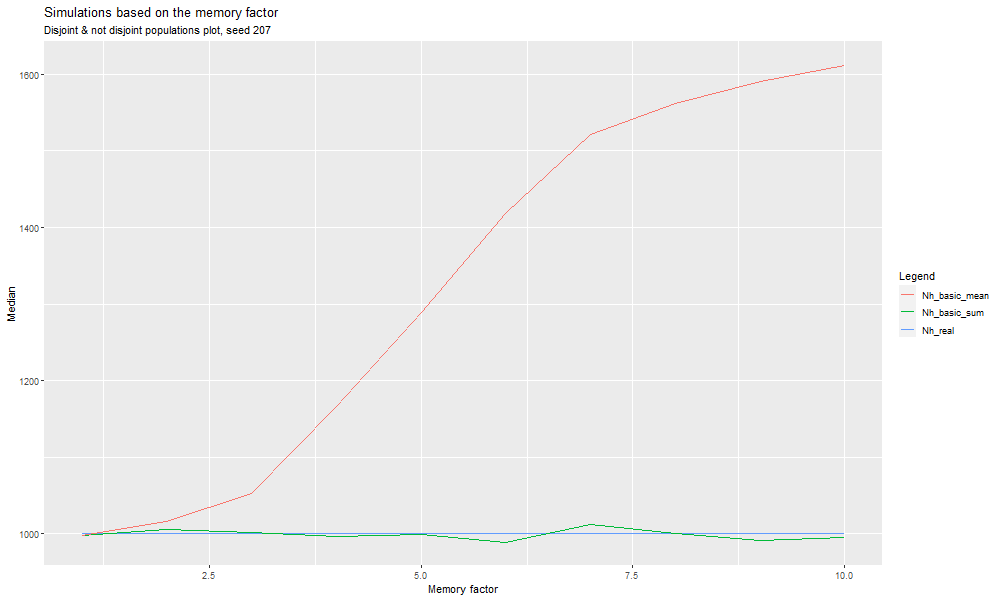 Simulations based on the memory factor
Disjoint & not disjoint populations plot, seed 207
1600
1400
1200
1000
Median
2.5
5.0
7.5
10.0
Memory factor
Legend
Nh_basic_mean
Nh_basic_sum
Nh_real